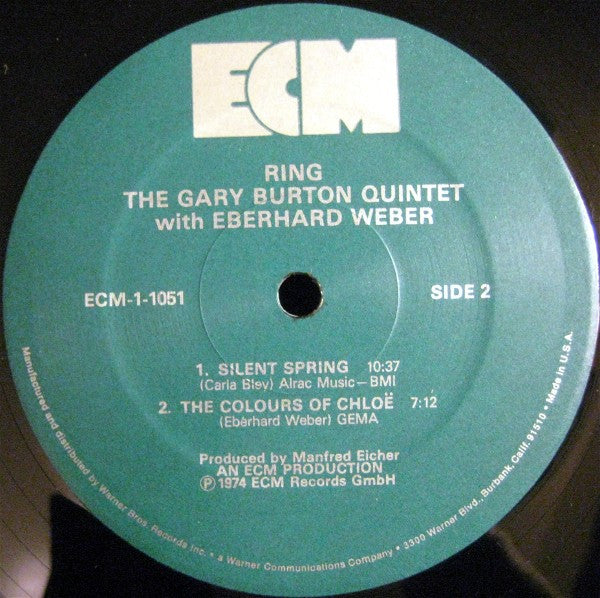 ECM
RING
THE GARY BURTON QUINTET
with EBERHARD WEBER
ECM-1-1051
SIDE 2
1. SILENT SPRING 10:37
(Carla Bley) Alrac Music—BMI
2. THE COLOURS OF CHLOË 7:12
(Eberhard Weber) GEMA
Produced by Manfred Eicher
AN ECM PRODUCTION
℗ 1974 ECM Records GmbH
Manufactured and distributed by Warner Bros. Records Inc. • a Warner Communications Company • 3300 Warner Blvd., Burbank, Calif. 91510 • Made in U.S.A.